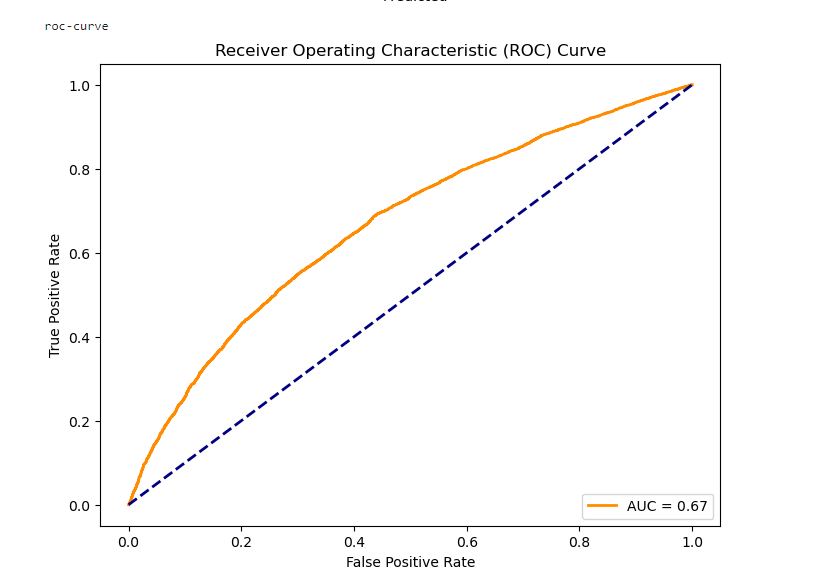 Predicted
roc-curve
Receiver Operating Characteristic (ROC) Curve
1.0
0.8
0.6
0.4
0.2
0.0
True Positive Rate
AUC = 0.67
0.0 0.2 0.4 0.6 0.8 1.0
False Positive Rate